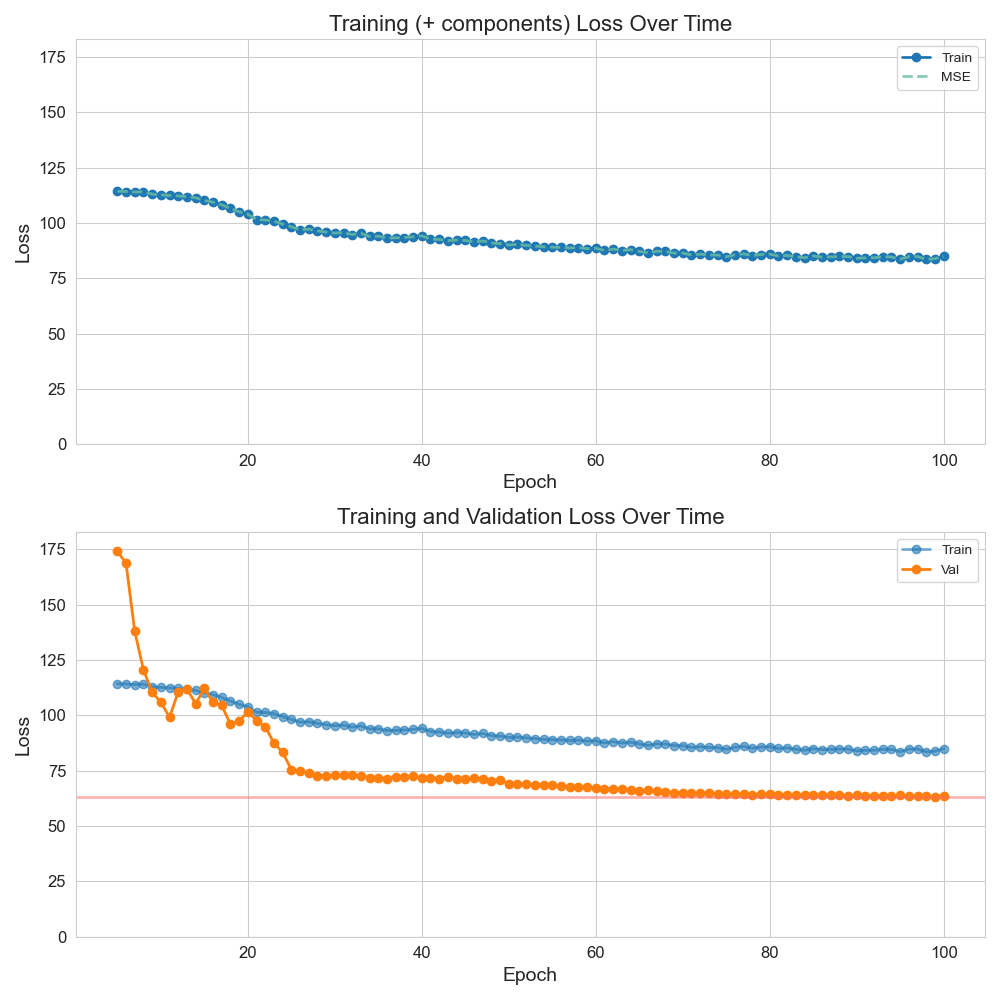 Training (+ components) Loss Over Time
Train
MSE
175
150
125
100
75
50
25
0
Loss
20 40 60 80 100
Epoch
Training and Validation Loss Over Time
Train
Val
175
150
125
100
75
50
25
0
Loss
20 40 60 80 100
Epoch